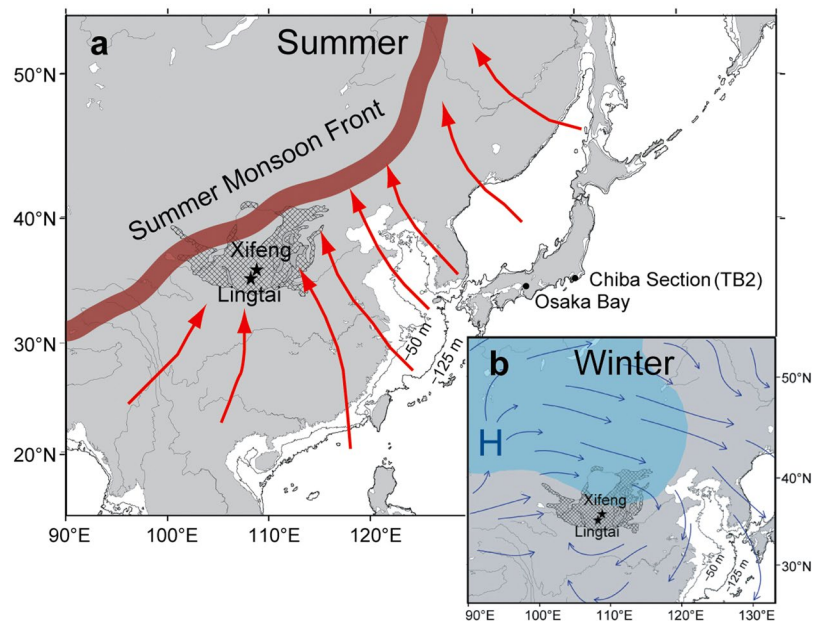 a
Summer
50°N
Summer Monsoon Front
40°N
Xifeng
Lingtai
Chiba Section (TB2)
Osaka Bay
30°N
−50 m
−125 m
20°N
90°E
100°E
110°E
120°E
b
Winter
50°N
H
40°N
Xifeng
Lingtai
-50 m
-125 m
30°N
90°E
100°E
110°E
120°E
130°E